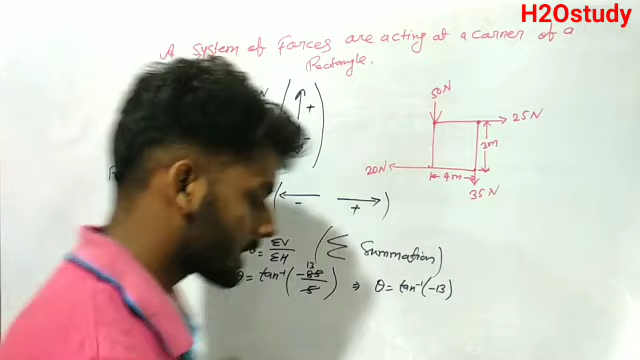 H2Ostudy
A System of Forces are acting at a corner of a
Rectangle.
50N
25N
3m
20N
4m
35N
+
- +
θ = ΣV/ΣH (Σ Summation)
θ = tan⁻¹(-85/5) 13 ⇒ θ = tan⁻¹(-13)